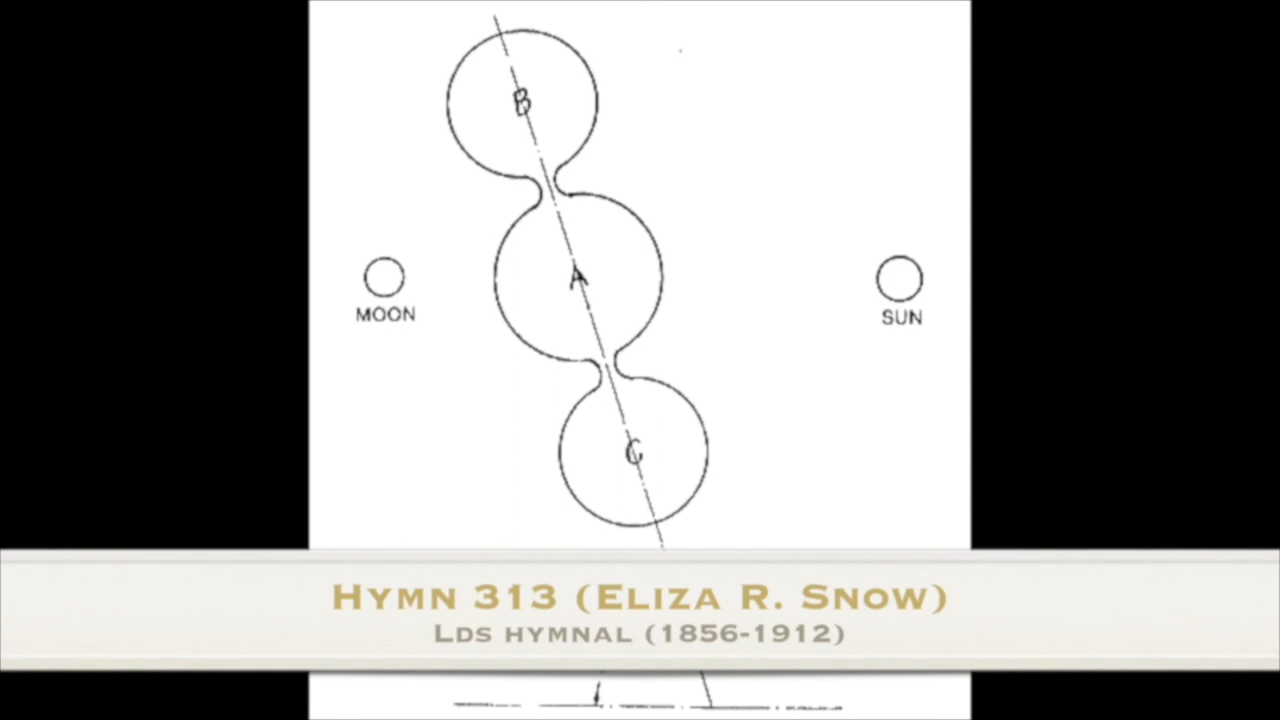 B
A
MOON
SUN
C
HYMN 313 (ELIZA R. SNOW)
LDS HYMNAL (1856-1912)